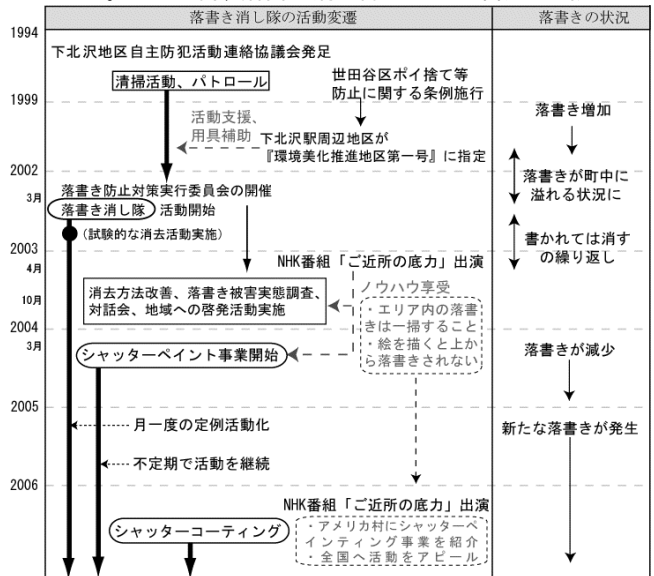 落書き消し隊の活動変遷
落書きの状況
1994
下北沢地区自主防犯活動連絡協議会発足
清掃活動、パトロール
世田谷区ポイ捨て等
防止に関する条例施行
1999
落書き増加
活動支援、
用具補助
下北沢駅周辺地区が
『環境美化推進地区第一号』に指定
2002
落書きが町中に
溢れる状況に
3月
落書き防止対策実行委員会の開催
落書き消し隊 活動開始
(試験的な消去活動実施)
書かれては消す
の繰り返し
2003
4月
NHK番組「ご近所の底力」出演
ノウハウ享受
10月
消去方法改善、落書き被害実態調査、
対話会、地域への啓発活動実施
・エリア内の落書
きは一掃すること
・絵を描くと上か
ら落書きされない
2004
3月
シャッターペイント事業開始
落書きが減少
2005
月一度の定例活動化
新たな落書きが発生
不定期で活動を継続
2006
NHK番組「ご近所の底力」出演
シャッターコーティング
・アメリカ村にシャッターペ
インティング事業を紹介
・全国へ活動をアピール